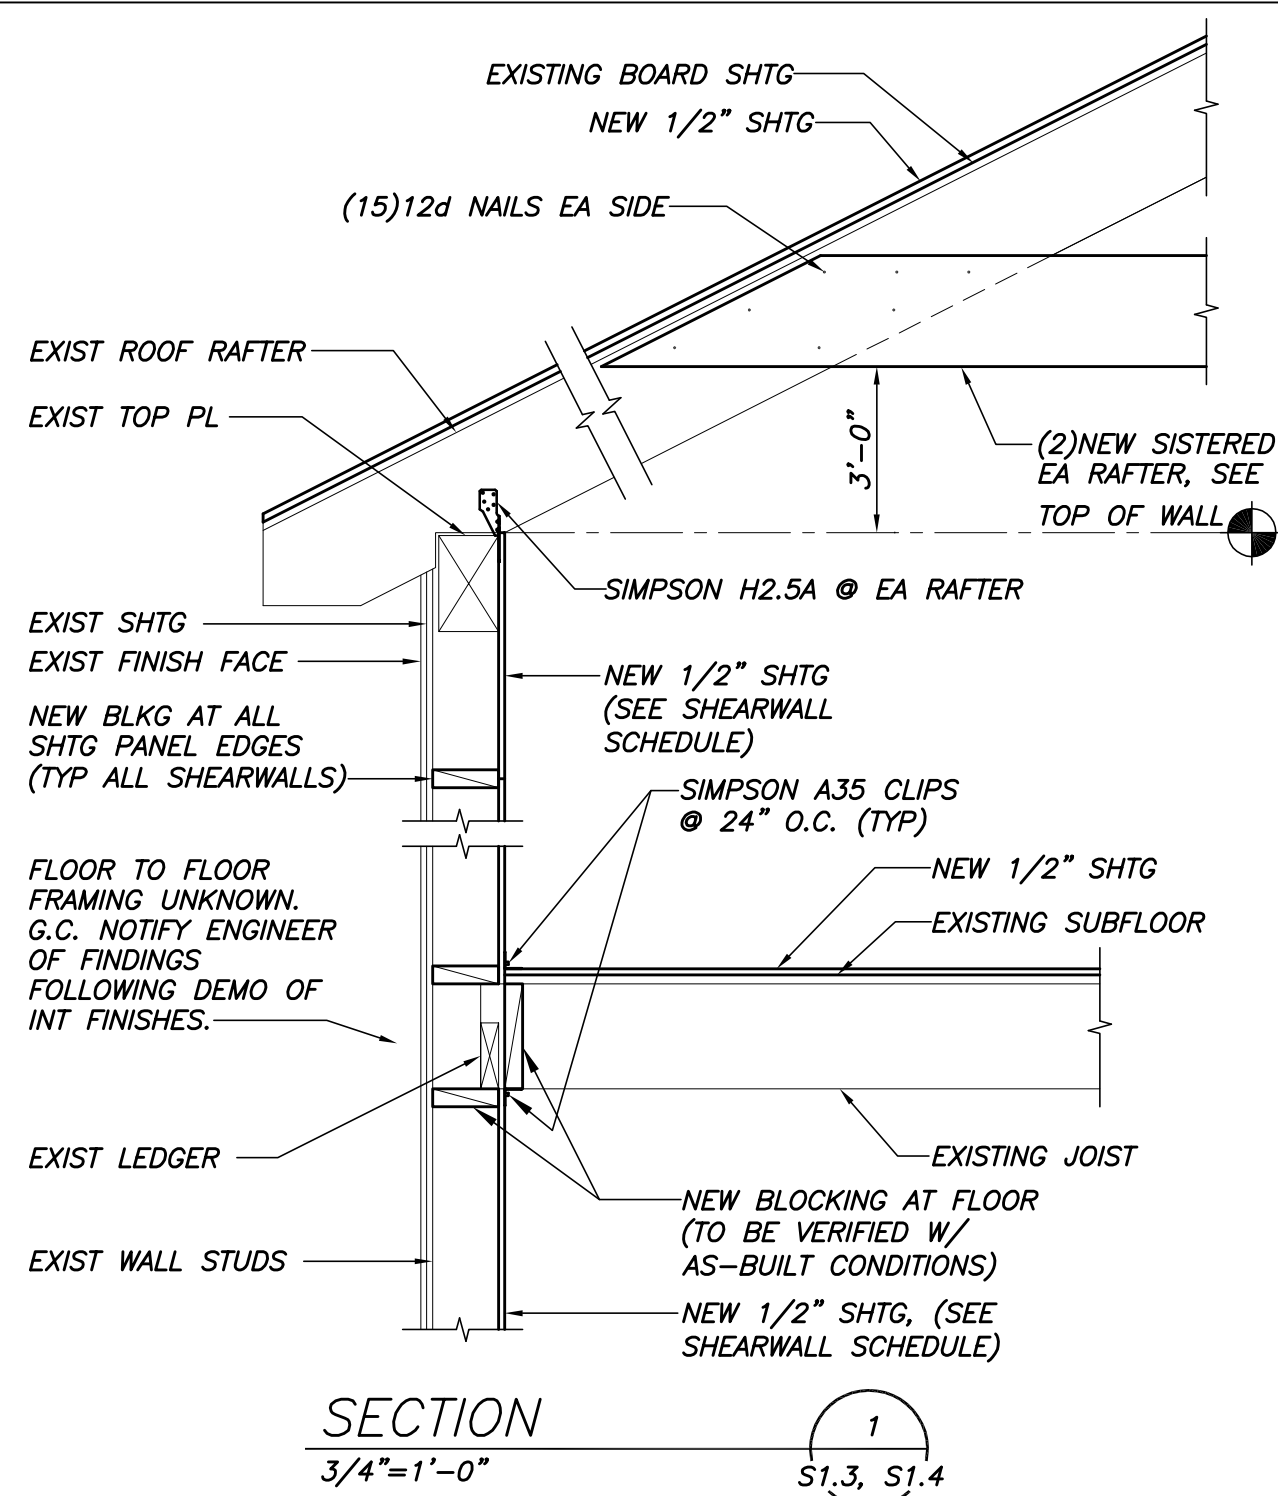 EXISTING BOARD SHTG
NEW 1/2" SHTG
(15)12d NAILS EA SIDE
EXIST ROOF RAFTER
EXIST TOP PL
3'-0"
(2)NEW SISTERED
EA RAFTER, SEE
TOP OF WALL
SIMPSON H2.5A @ EA RAFTER
EXIST SHTG
EXIST FINISH FACE
NEW BLKG AT ALL
SHTG PANEL EDGES
(TYP ALL SHEARWALLS)
NEW 1/2" SHTG
(SEE SHEARWALL
SCHEDULE)
SIMPSON A35 CLIPS
@ 24" O.C. (TYP)
FLOOR TO FLOOR
FRAMING UNKNOWN.
G.C. NOTIFY ENGINEER
OF FINDINGS
FOLLOWING DEMO OF
INT FINISHES.
NEW 1/2" SHTG
EXISTING SUBFLOOR
EXIST LEDGER
EXISTING JOIST
NEW BLOCKING AT FLOOR
(TO BE VERIFIED W/
AS-BUILT CONDITIONS)
EXIST WALL STUDS
NEW 1/2" SHTG, (SEE
SHEARWALL SCHEDULE)
SECTION
3/4"=1'-0"
1
S1.3, S1.4